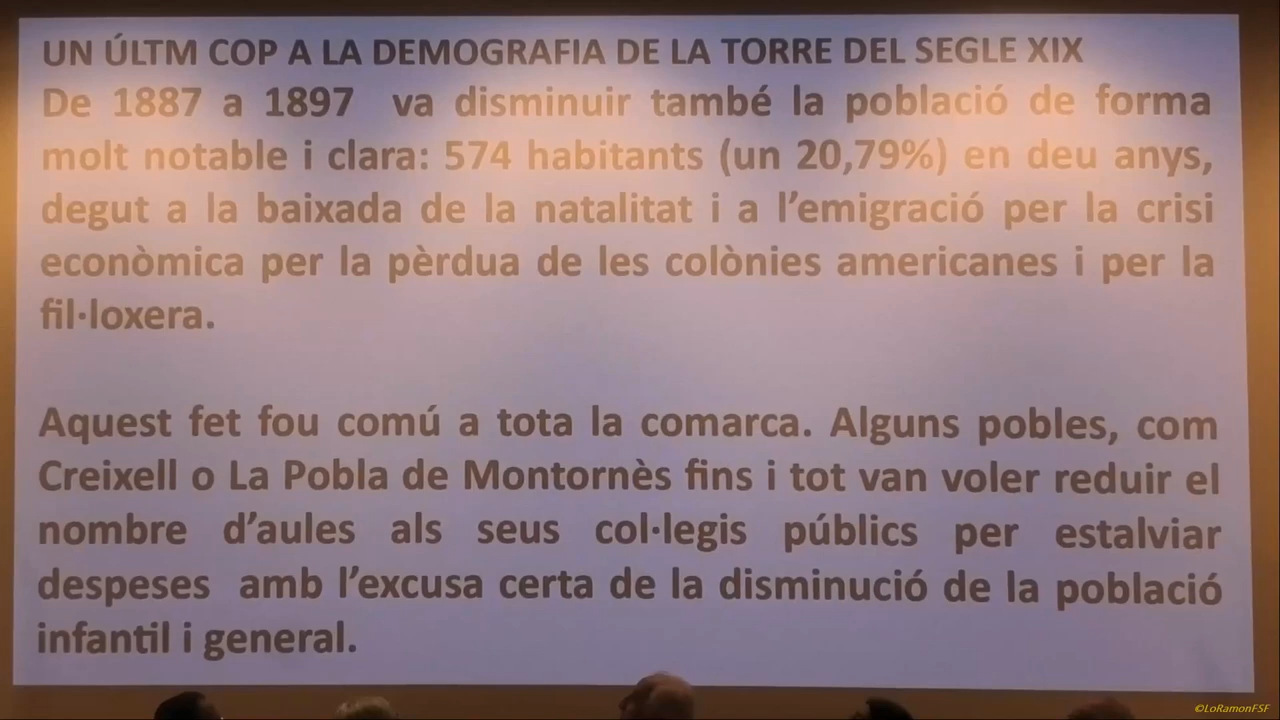 UN ÚLTM COP A LA DEMOGRAFIA DE LA TORRE DEL SEGLE XIX
De 1887 a 1897 va disminuir també la població de forma
molt notable i clara: 574 habitants (un 20,79%) en deu anys,
degut a la baixada de la natalitat i a l'emigració per la crisi
econòmica per la pèrdua de les colònies americanes i per la
fil·loxera.
Aquest fet fou comú a tota la comarca. Alguns pobles, com
Creixell o La Pobla de Montornès fins i tot van voler reduir el
nombre d'aules als seus col·legis públics per estalviar
despeses amb l'excusa certa de la disminució de la població
infantil i general.
©LoRamonFSF